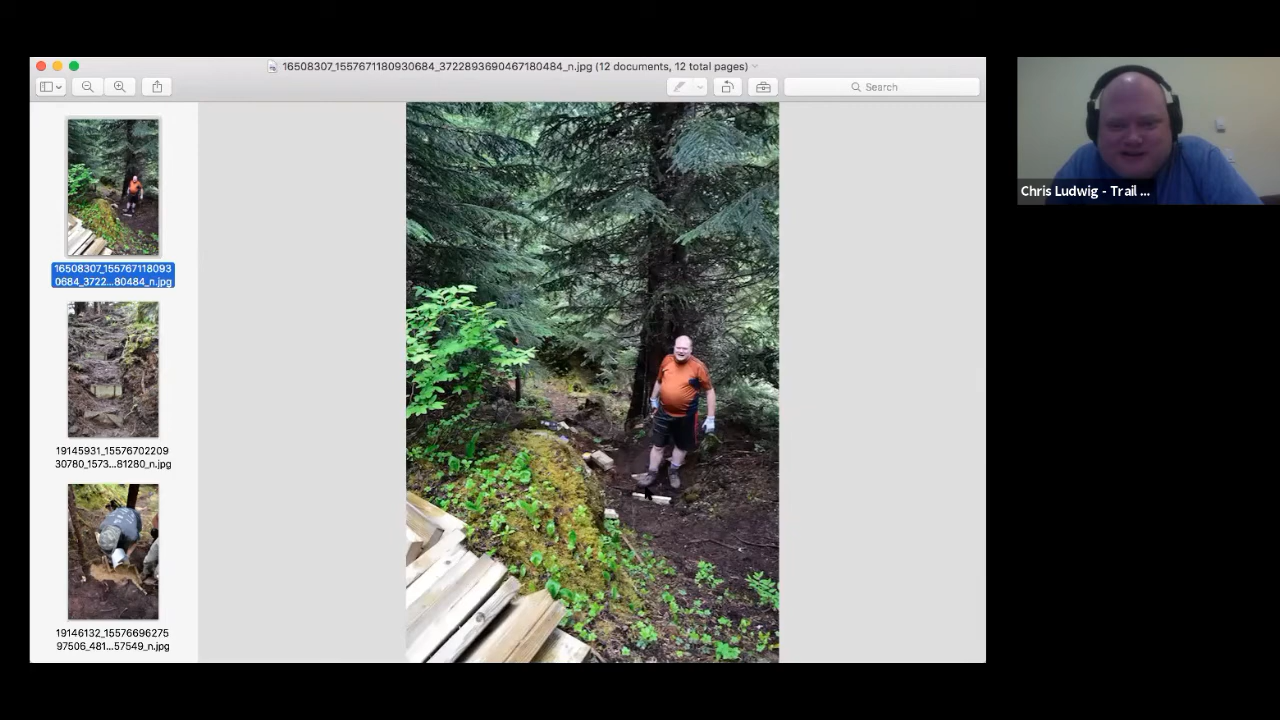 16508307_1557671180930684_3722893690467180484_n.jpg (12 documents, 12 total pages)
Search
16508307_155767118093
0684_3722...80484_n.jpg
19145931_15576702209
30780_1573...81280_n.jpg
19146132_15576696275
97506_481...57549_n.jpg
Chris Ludwig - Trail ...